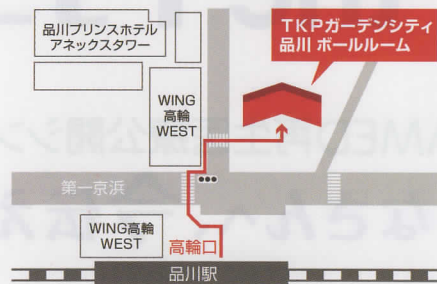 品川プリンスホテル
アネックスタワー
TKPガーデンシティ
品川 ボールルーム
WING
高輪
WEST
第一京浜
WING高輪
WEST
高輪口
品川駅